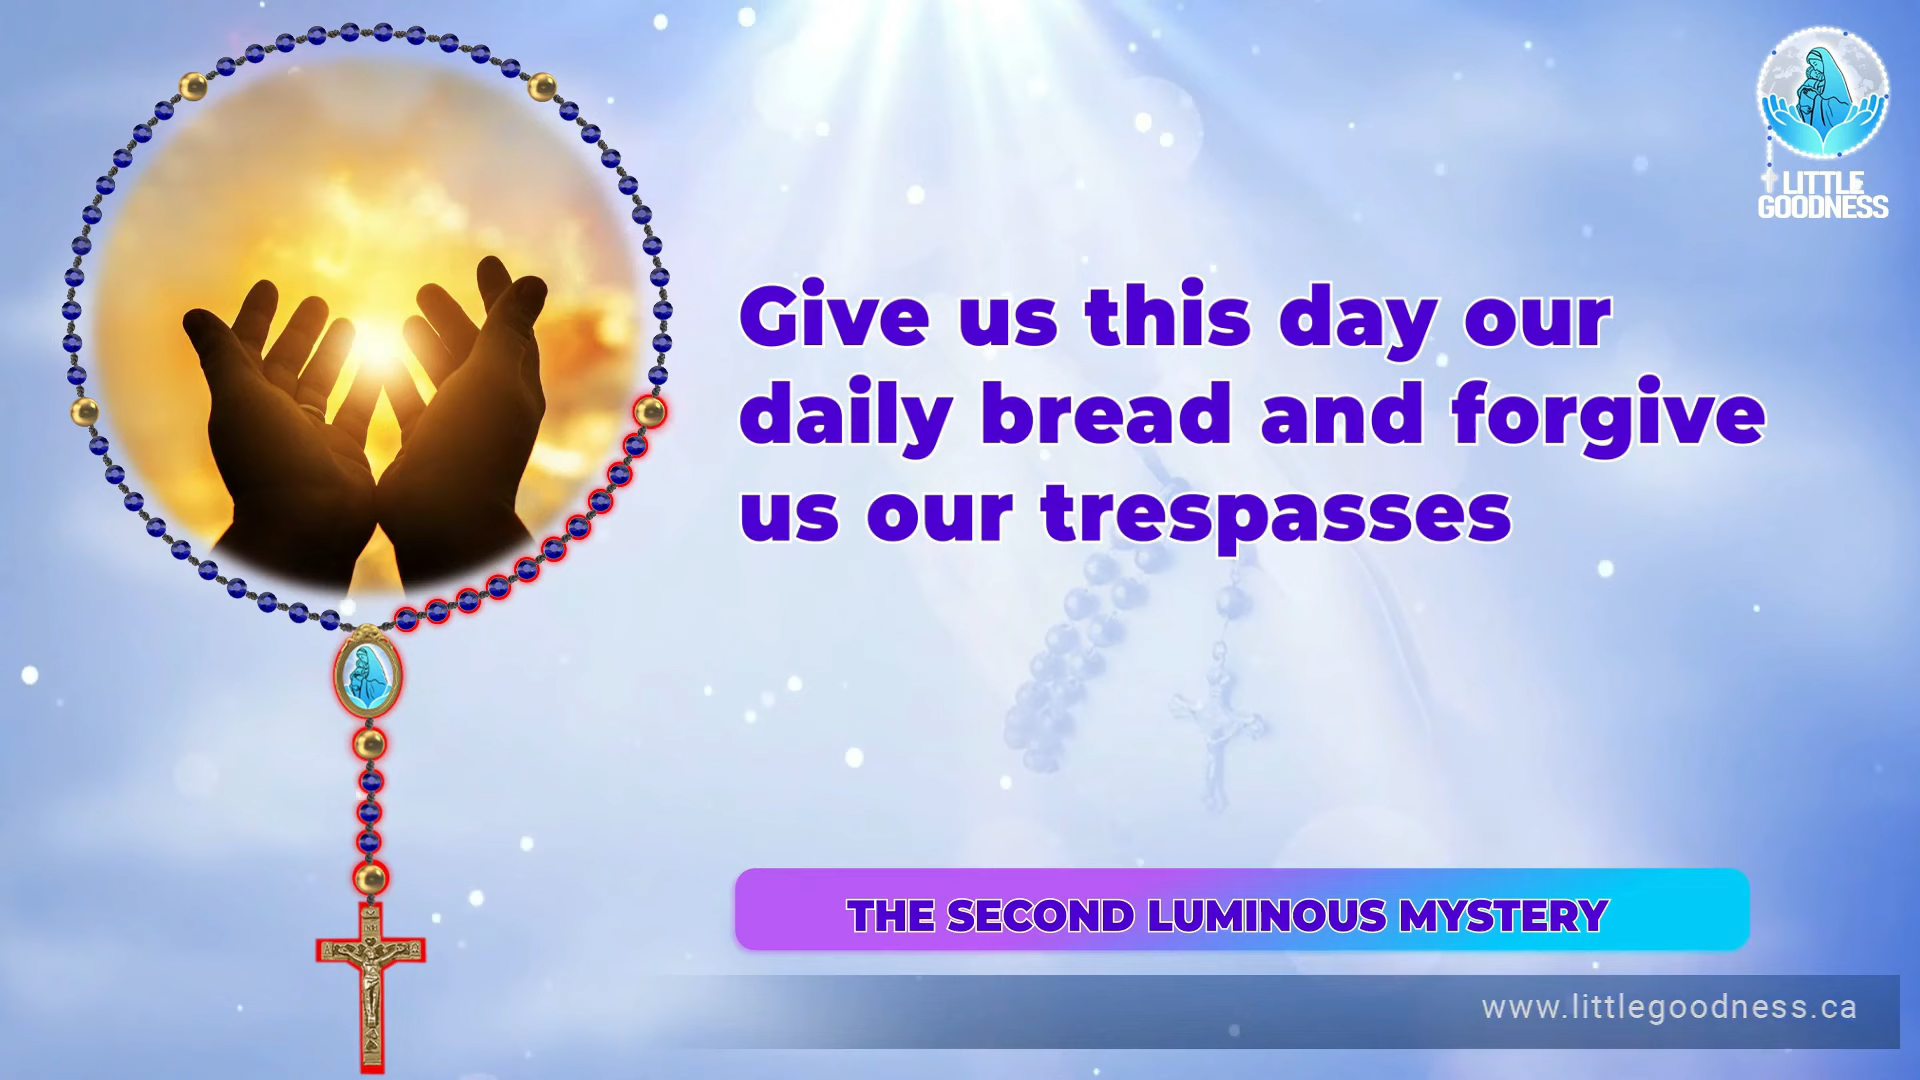 LITTLE
GOODNESS
Give us this day our
daily bread and forgive
us our trespasses
THE SECOND LUMINOUS MYSTERY
www.littlegoodness.ca